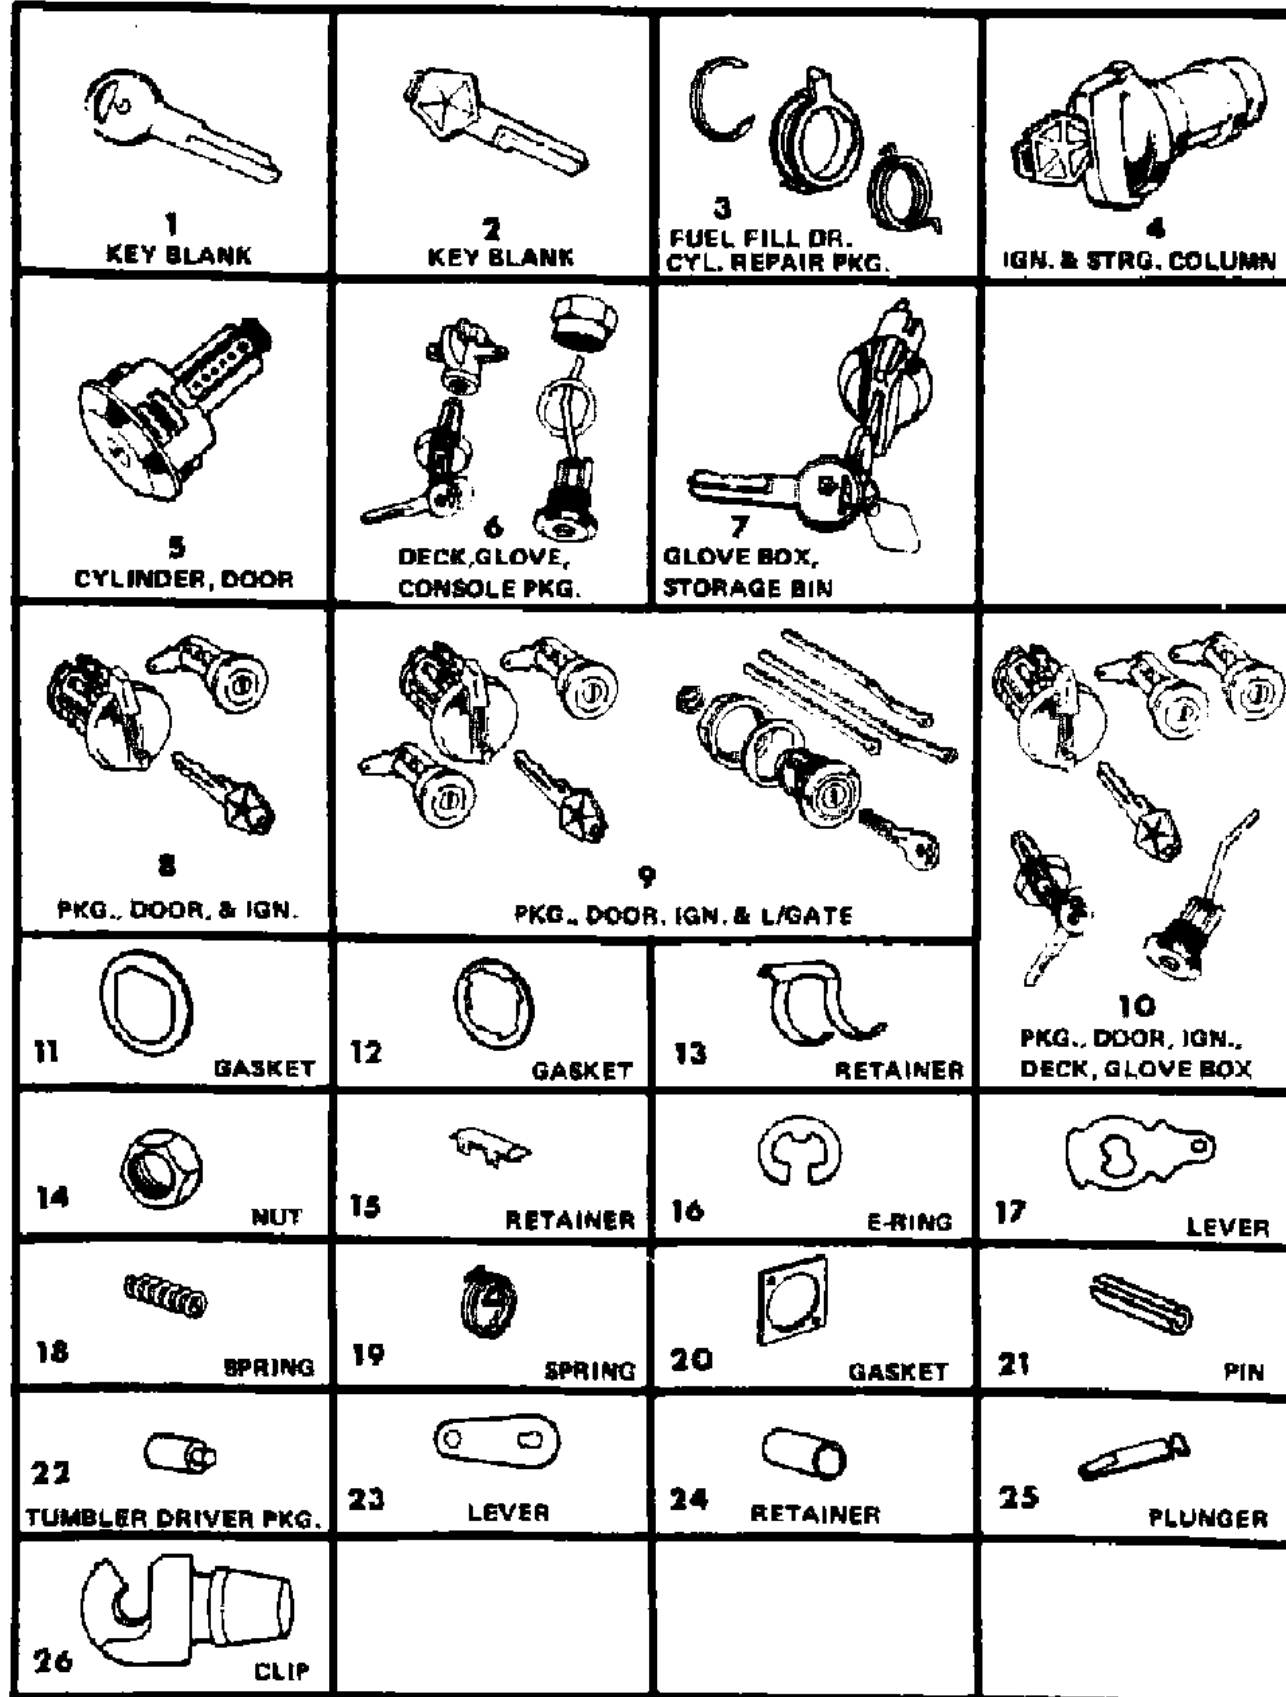 1
KEY BLANK
2
KEY BLANK
3
FUEL FILL DR.
CYL. REPAIR PKG.
4
IGN. & STRG. COLUMN
5
CYLINDER, DOOR
6
DECK, GLOVE,
CONSOLE PKG.
7
GLOVE BOX,
STORAGE BIN
8
PKG., DOOR, & IGN.
9
PKG., DOOR, IGN. & L/GATE
10
PKG., DOOR, IGN.,
DECK, GLOVE BOX
11
GASKET
12
GASKET
13
RETAINER
14
NUT
15
RETAINER
16
E-RING
17
LEVER
18
SPRING
19
SPRING
20
GASKET
21
PIN
22
TUMBLER DRIVER PKG.
23
LEVER
24
RETAINER
25
PLUNGER
26
CLIP